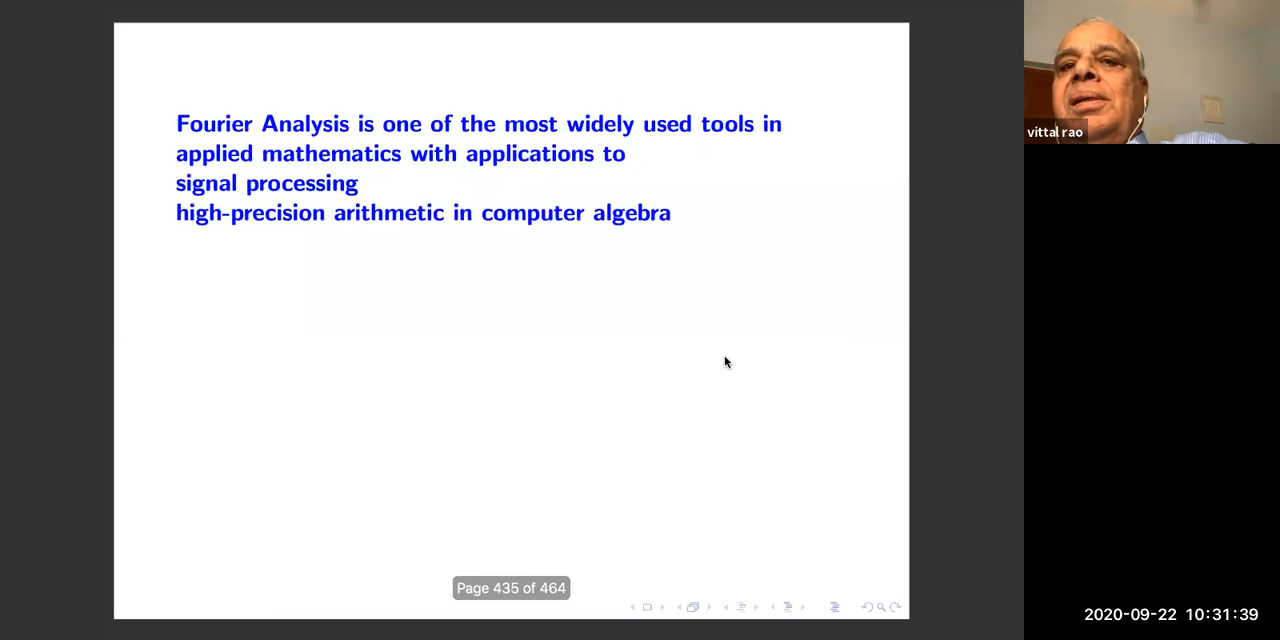 Fourier Analysis is one of the most widely used tools in
applied mathematics with applications to
signal processing
high-precision arithmetic in computer algebra
Page 435 of 464
vittal rao
2020-09-22 10:31:39